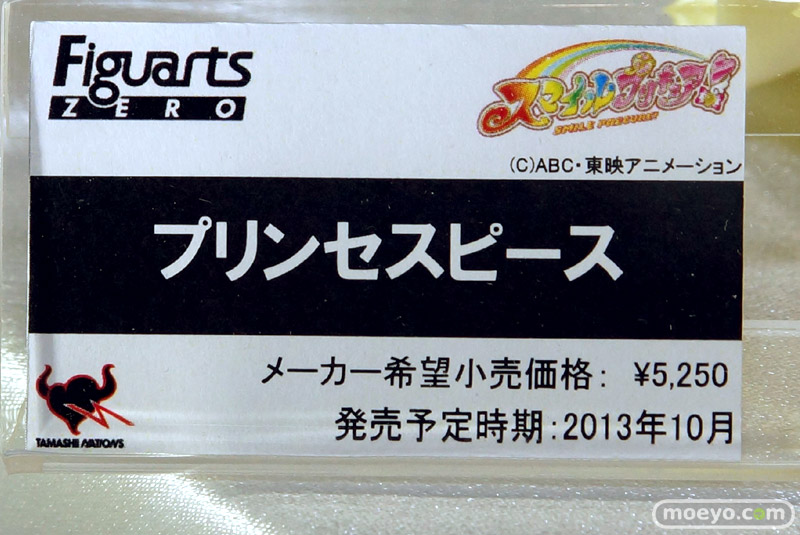 Figuarts
ZERO
スマイルプリキュア!
SMILE PRECURE!
(C)ABC・東映アニメーション
プリンセスピース
メーカー希望小売価格: ¥5,250
発売予定時期:2013年10月
TAMASHII NATIONS
moeyo.com